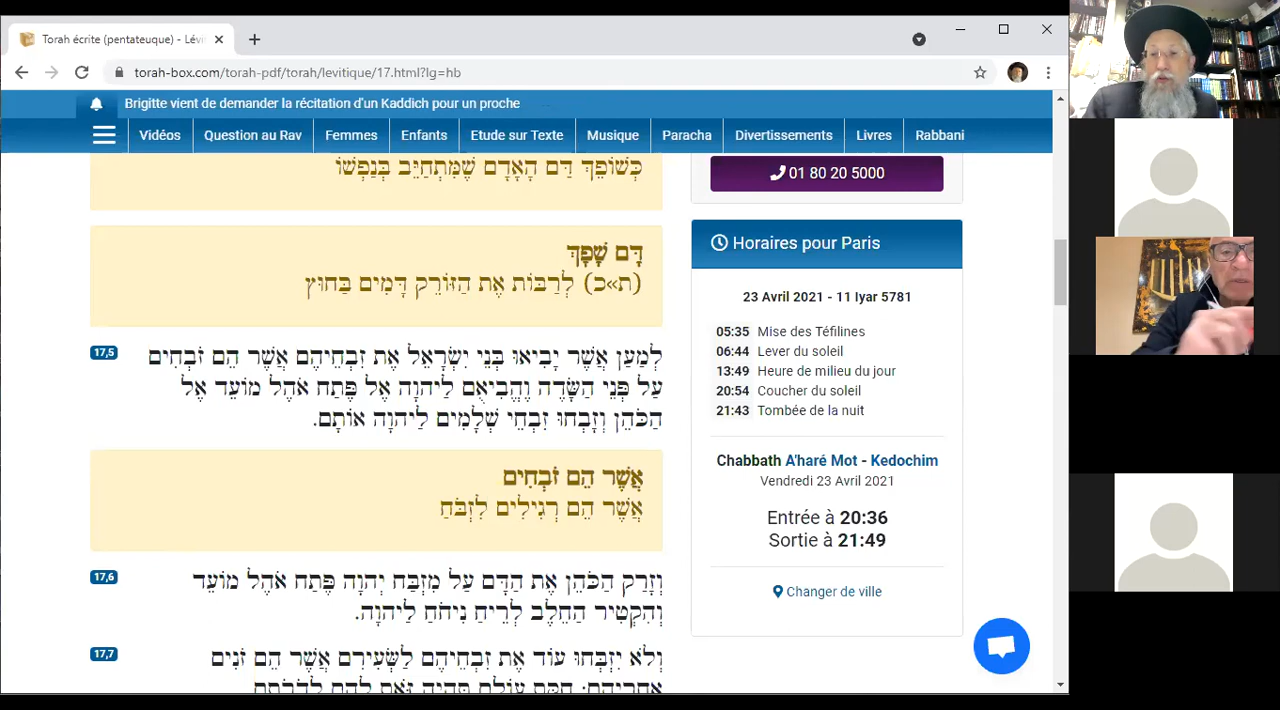 Torah écrite (pentateuque) - Lévi
torah-box.com/torah-pdf/torah/levitique/17.html?lg=hb
Brigitte vient de demander la récitation d'un Kaddich pour un proche
Vidéos
Question au Rav
Femmes
Enfants
Etude sur Texte
Musique
Paracha
Divertissements
Livres
Rabbani
כְּשׁוֹפֵךְ דַּם הָאָדָם שֶׁמִּתְחַיֵּב בְּנַפְשׁוֹ
דָּם שָׁפָךְ
(ת»כ) לְרַבּוֹת אֶת הַזּוֹרֵק דָּמִים בַּחוּץ
17,5
לְמַעַן אֲשֶׁר יָבִיאוּ בְּנֵי יִשְׂרָאֵל אֶת זִבְחֵיהֶם אֲשֶׁר הֵם זֹבְחִים
עַל פְּנֵי הַשָּׂדֶה וֶהֱבִיאֻם לַיהוָה אֶל פֶּתַח אֹהֶל מוֹעֵד אֶל
הַכֹּהֵן וְזָבְחוּ זִבְחֵי שְׁלָמִים לַיהוָה אוֹתָם.
אֲשֶׁר הֵם זֹבְחִים
אֲשֶׁר הֵם רְגִילִים לִזְבֹּחַ
17,6
וְזָרַק הַכֹּהֵן אֶת הַדָּם עַל מִזְבַּח יְהוָה פֶּתַח אֹהֶל מוֹעֵד
וְהִקְטִיר הַחֵלֶב לְרֵיחַ נִיחֹחַ לַיהוָה.
17,7
וְלֹא יִזְבְּחוּ עוֹד אֶת זִבְחֵיהֶם לַשְּׂעִירִם אֲשֶׁר הֵם זֹנִים
אַחֲרֵיהֶם: חֻקַּת עוֹלָם תִּהְיֶה זֹּאת לָהֶם לְדֹרֹתָם
01 80 20 5000
Horaires pour Paris
23 Avril 2021 - 11 Iyar 5781
05:35 Mise des Téfilines
06:44 Lever du soleil
13:49 Heure de milieu du jour
20:54 Coucher du soleil
21:43 Tombée de la nuit
Chabbath A'haré Mot - Kedochim
Vendredi 23 Avril 2021
Entrée à 20:36
Sortie à 21:49
Changer de ville